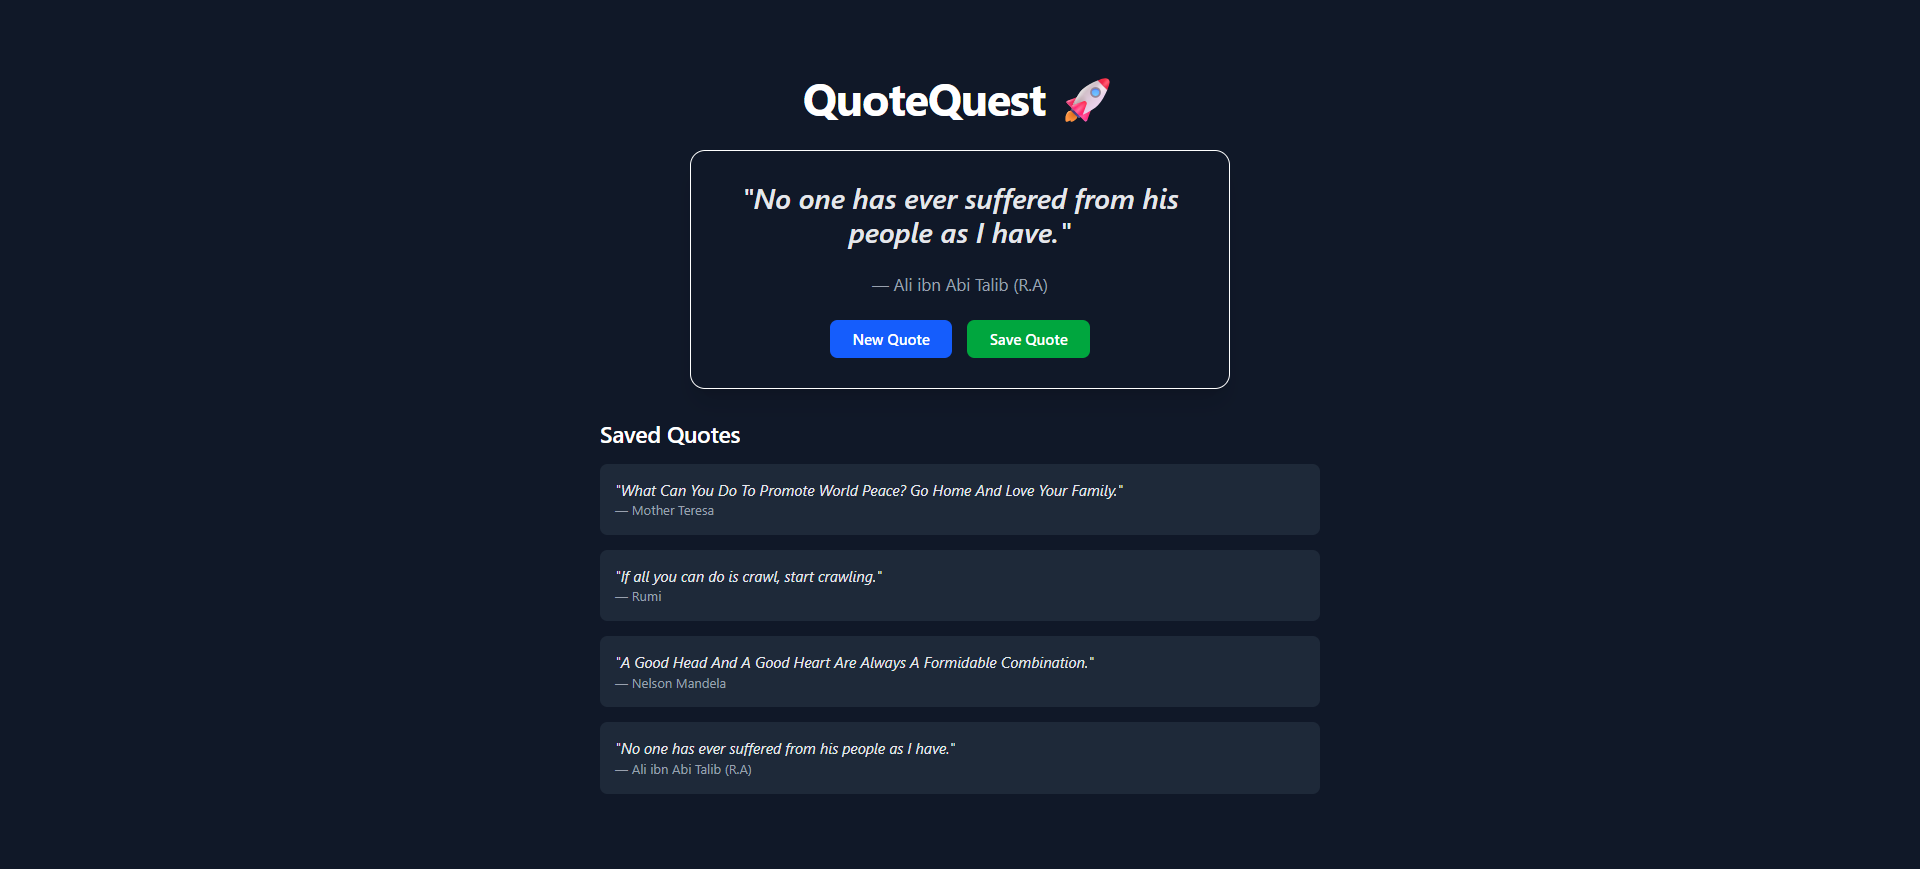 QuoteQuest 🚀
"No one has ever suffered from his
people as I have."
— Ali ibn Abi Talib (R.A)
New Quote
Save Quote
Saved Quotes
"What Can You Do To Promote World Peace? Go Home And Love Your Family."
— Mother Teresa
"If all you can do is crawl, start crawling."
— Rumi
"A Good Head And A Good Heart Are Always A Formidable Combination."
— Nelson Mandela
"No one has ever suffered from his people as I have."
— Ali ibn Abi Talib (R.A)